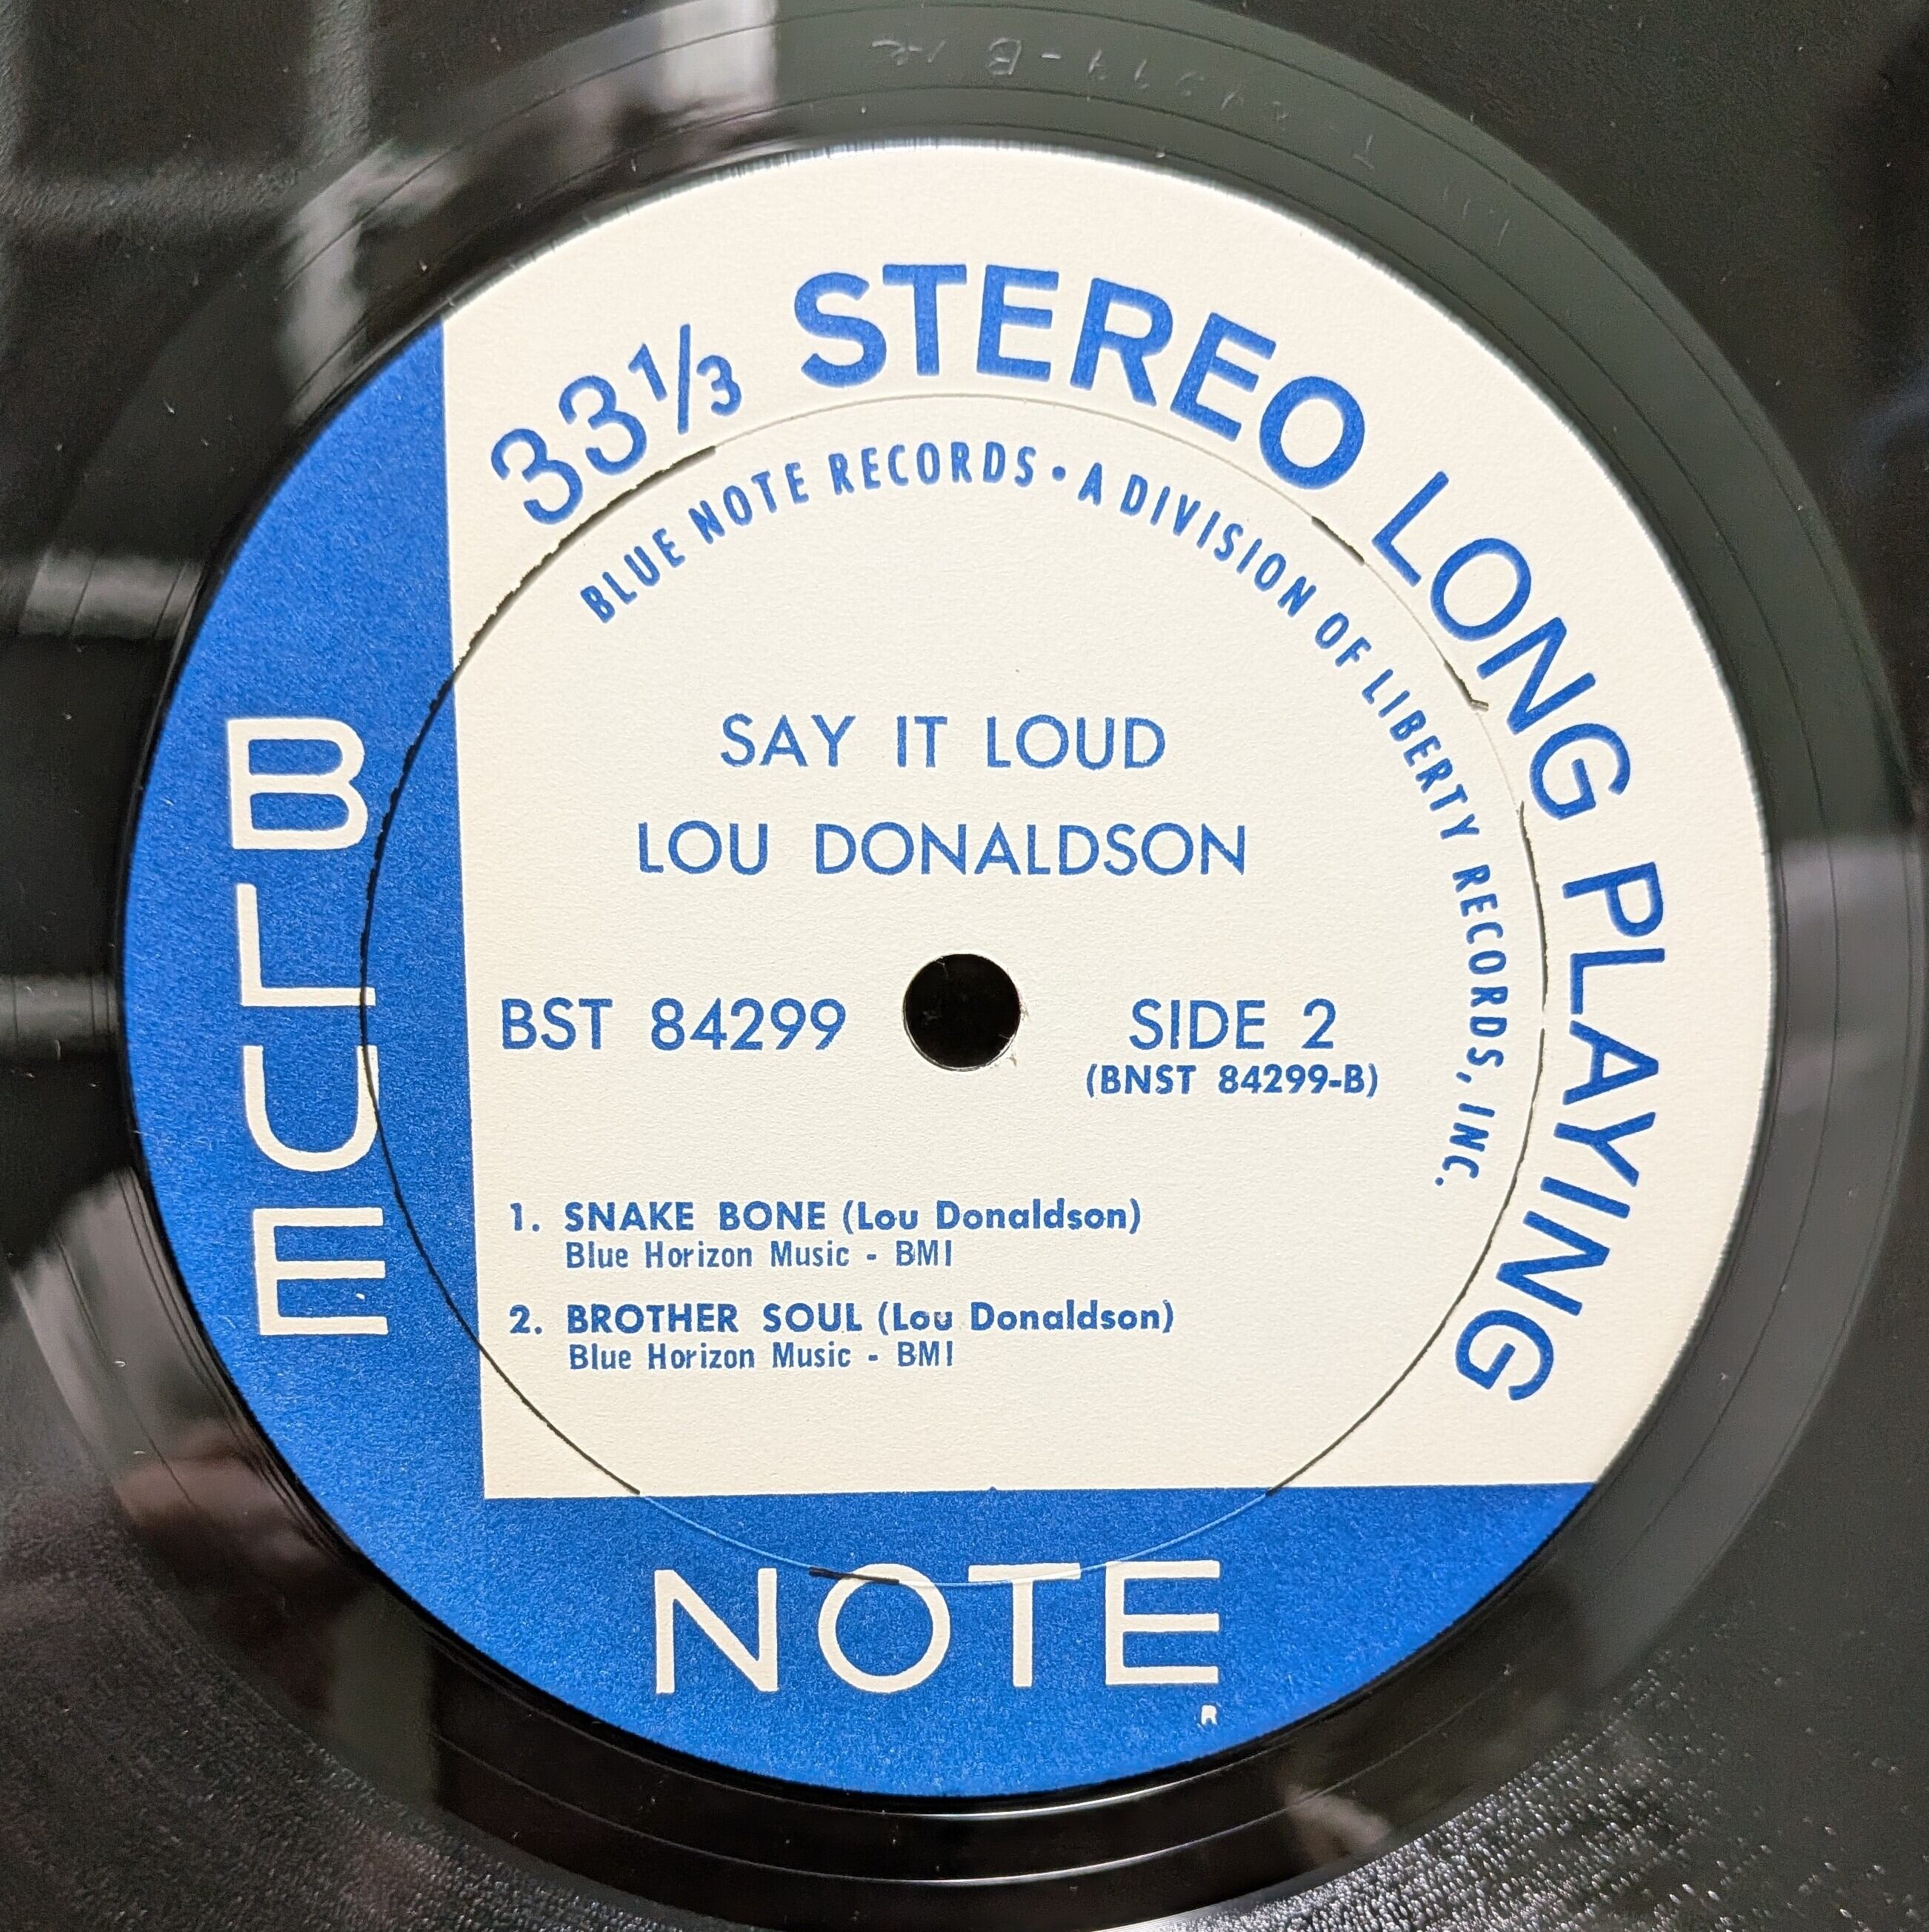 33⅓ STEREO LONG PLAYING
BLUE NOTE RECORDS • A DIVISION OF LIBERTY RECORDS, INC.
SAY IT LOUD
LOU DONALDSON
BST 84299
SIDE 2
(BNST 84299-B)
1. SNAKE BONE (Lou Donaldson)
Blue Horizon Music - BMI
2. BROTHER SOUL (Lou Donaldson)
Blue Horizon Music - BMI
BLUE
NOTE
R